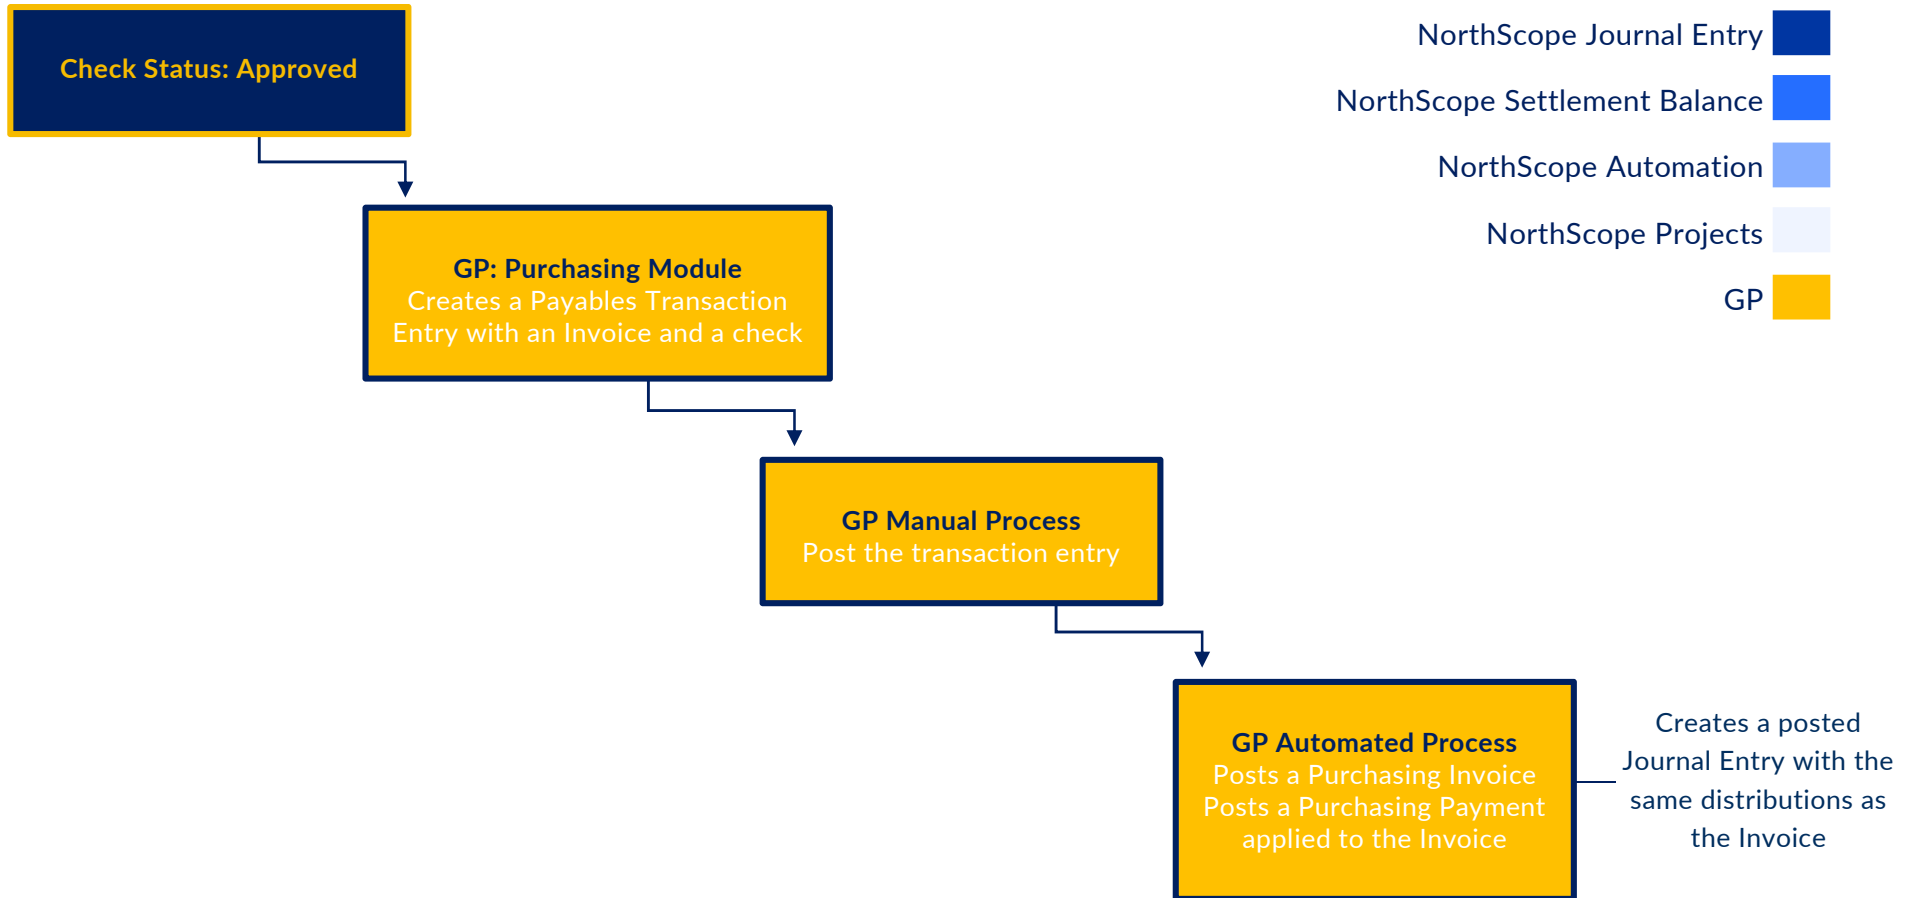 Check Status: Approved
NorthScope Journal Entry
NorthScope Settlement Balance
NorthScope Automation
NorthScope Projects
GP
GP: Purchasing Module
Creates a Payables Transaction
Entry with an Invoice and a check
GP Manual Process
Post the transaction entry
GP Automated Process
Posts a Purchasing Invoice
Posts a Purchasing Payment
applied to the Invoice
Creates a posted
Journal Entry with the
same distributions as
the Invoice